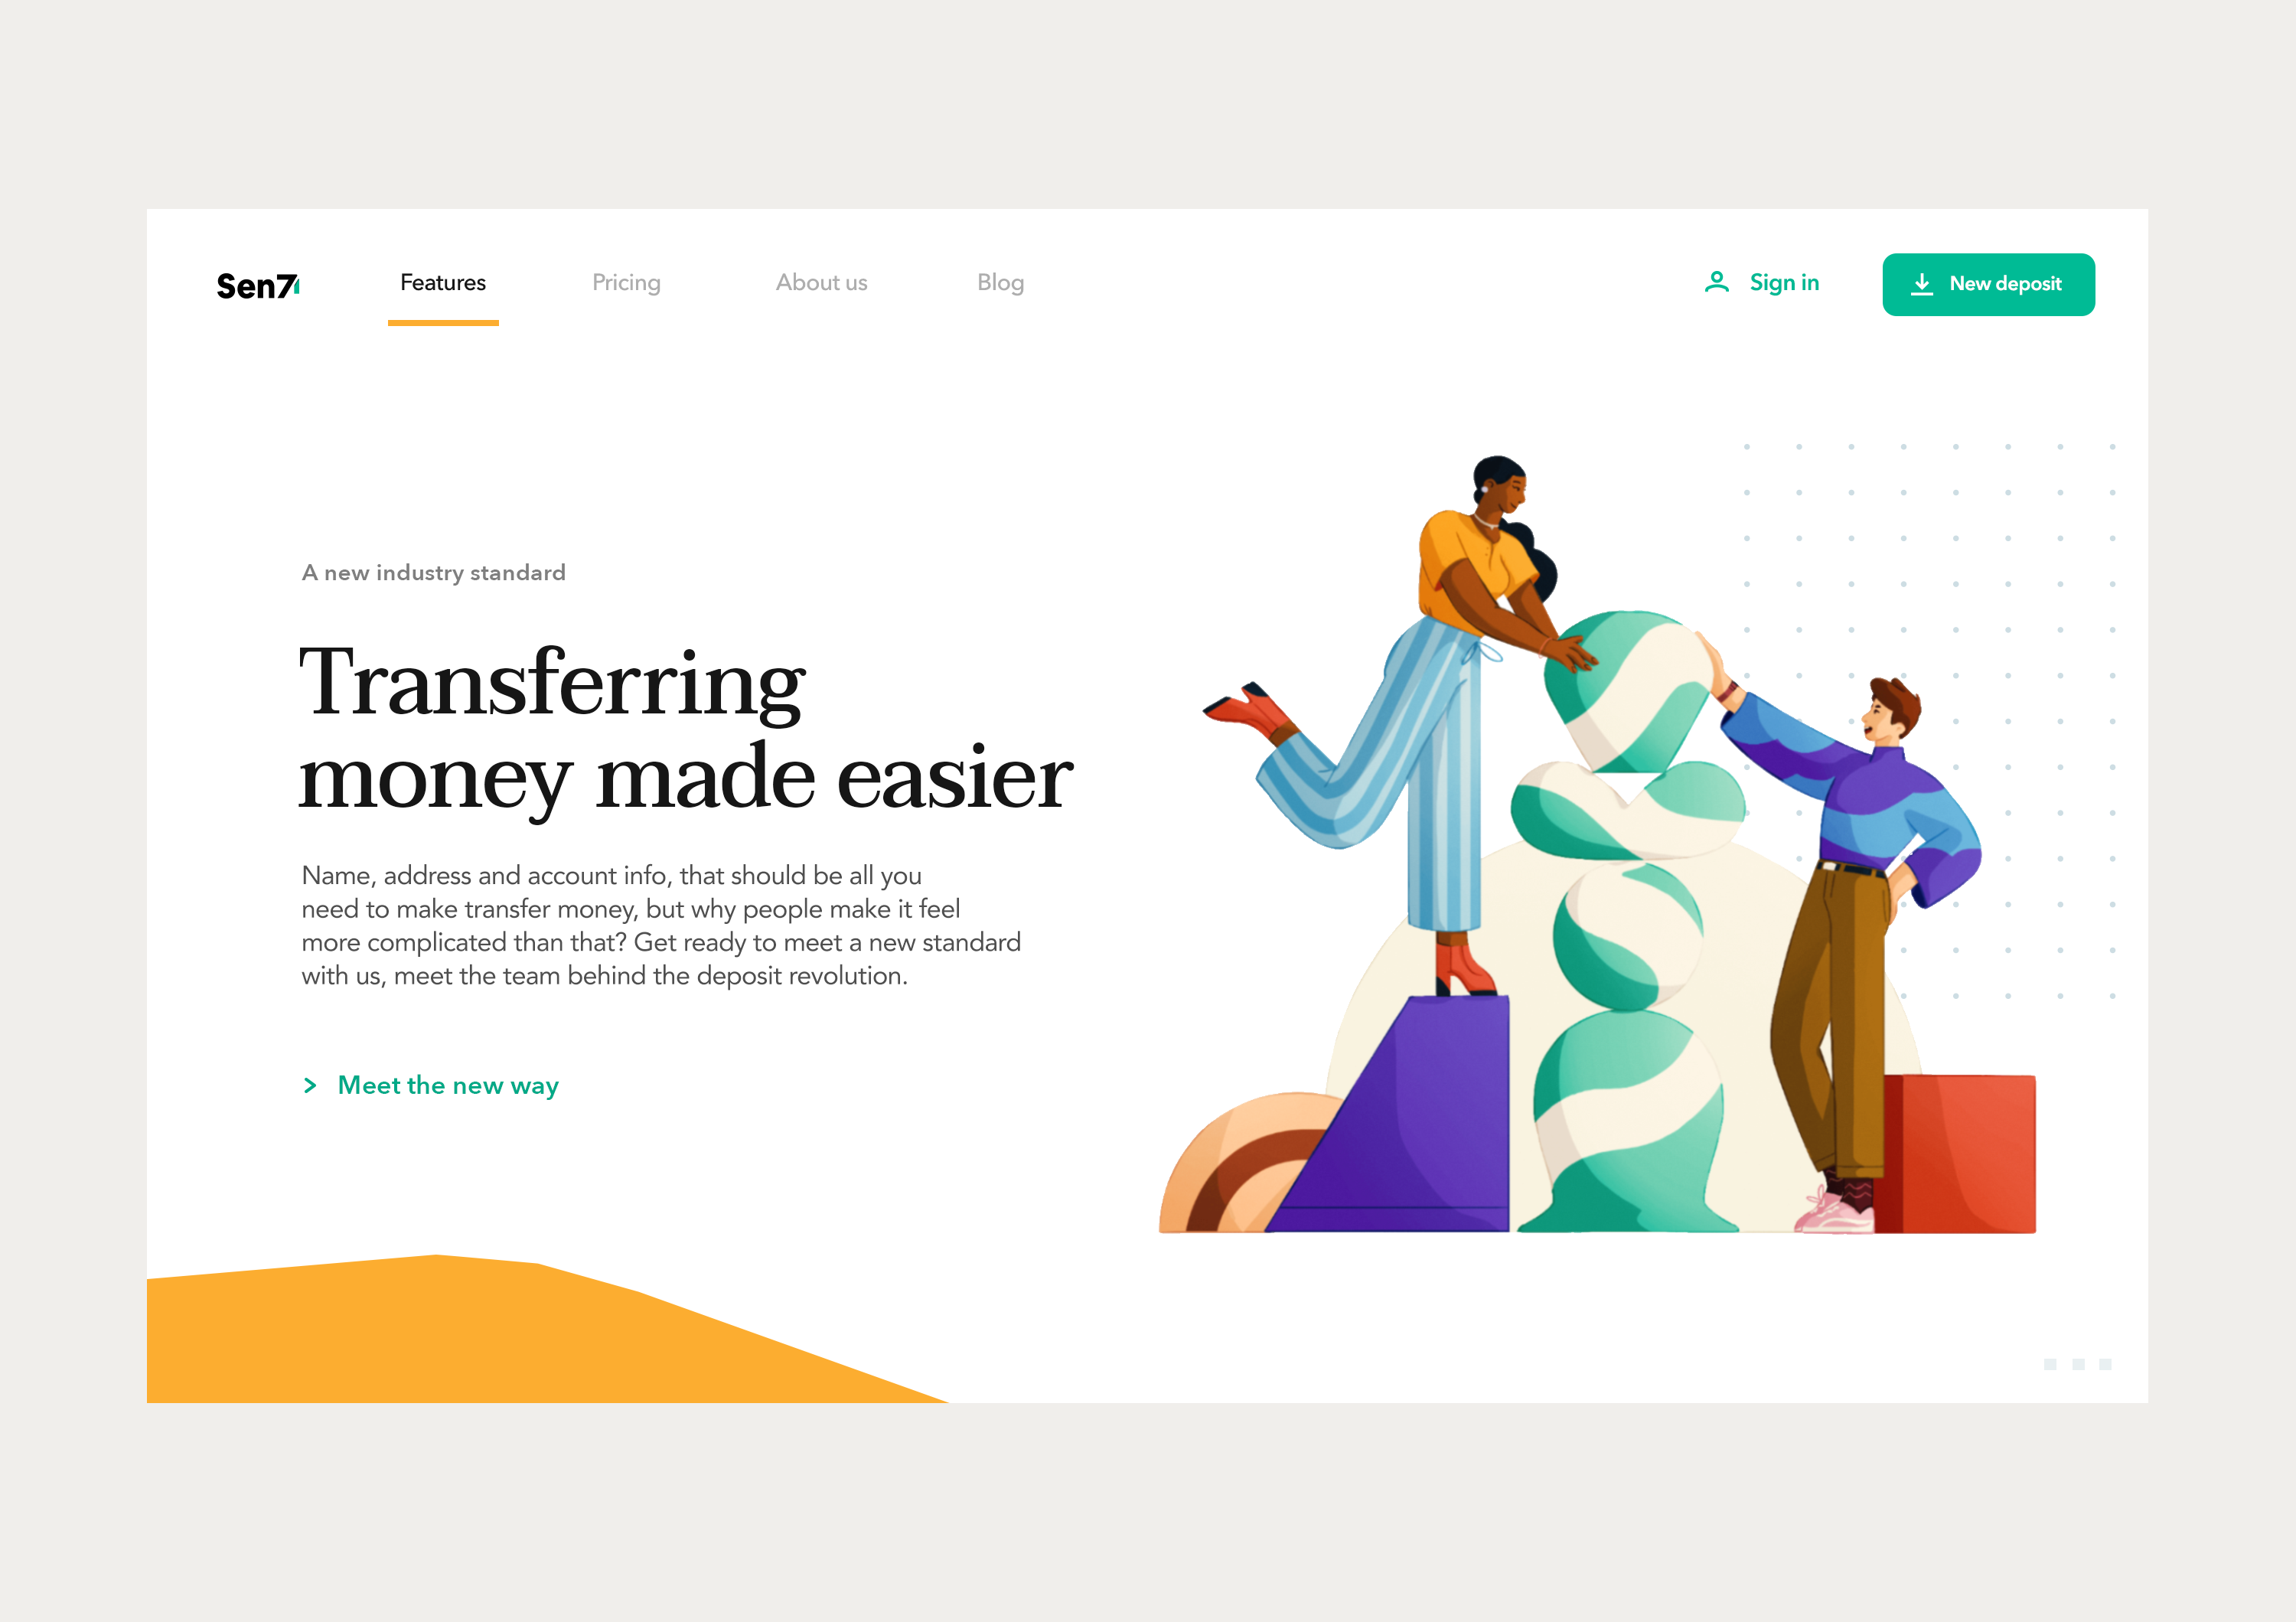 Sen7
Features
Pricing
About us
Blog
Sign in
New deposit
A new industry standard
Transferring
money made easier
Name, address and account info, that should be all you
need to make transfer money, but why people make it feel
more complicated than that? Get ready to meet a new standard
with us, meet the team behind the deposit revolution.
Meet the new way